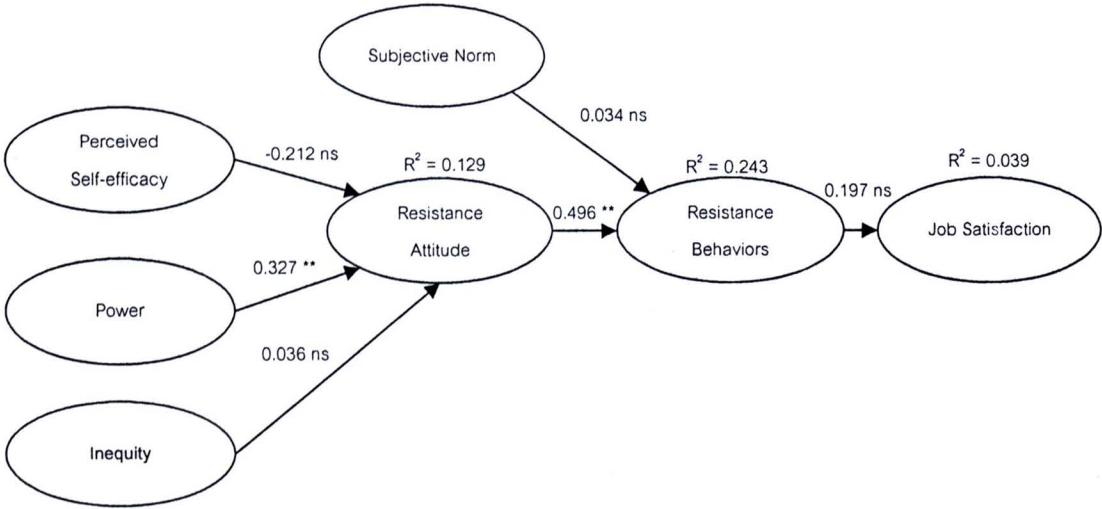 Subjective Norm
0.034 ns
Perceived
Self-efficacy
-0.212 ns
R² = 0.129
Resistance
Attitude
0.496 **
R² = 0.243
Resistance
Behaviors
0.197 ns
R² = 0.039
Job Satisfaction
Power
0.327 **
0.036 ns
Inequity